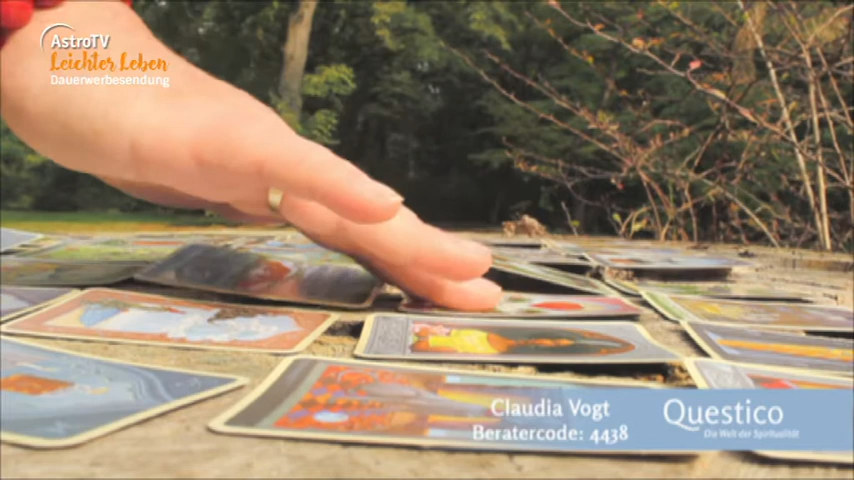 AstroTV
Leichter Leben
Dauerwerbesendung
Claudia Vogt
Beratercode: 4438
Questico
Die Welt der Spiritualität